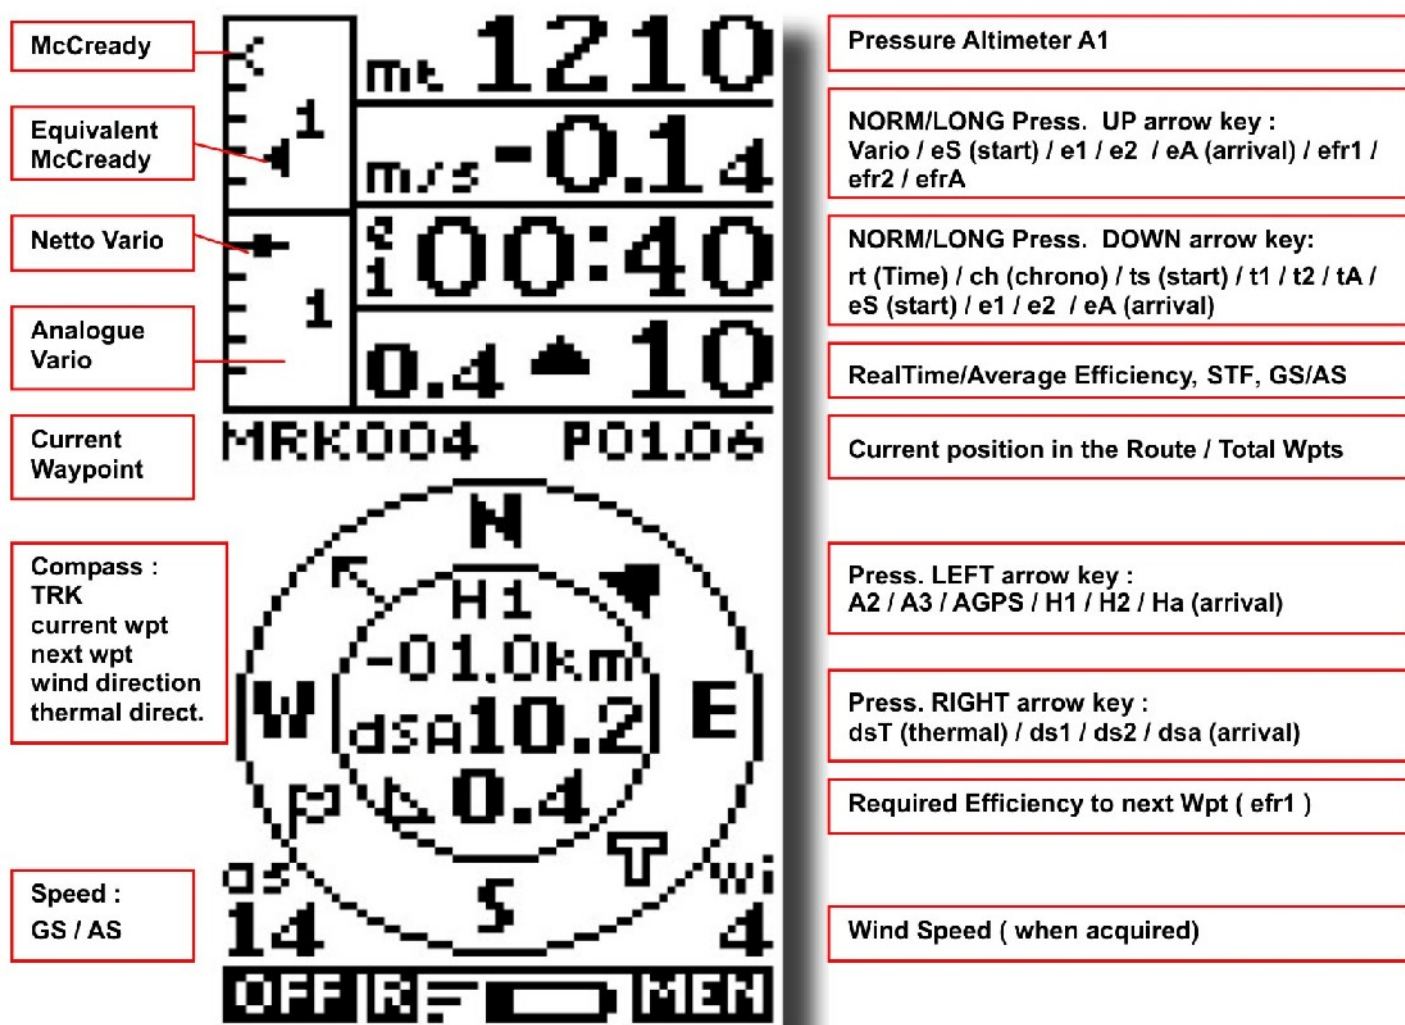 McCready
Equivalent
McCready
Netto Vario
Analogue
Vario
Current
Waypoint
Compass :
TRK
current wpt
next wpt
wind direction
thermal direct.
Speed :
GS / AS
1
mt 1210
m/s -0.14
00:40
1
0.4 10
MRK004 P01.06
N
H1
-01.0km
W dSA10.2 E
0.4
T
as S wi
14 4
OFF R MEN
Pressure Altimeter A1
NORM/LONG Press. UP arrow key :
Vario / eS (start) / e1 / e2 / eA (arrival) / efr1 /
efr2 / efrA
NORM/LONG Press. DOWN arrow key:
rt (Time) / ch (chrono) / ts (start) / t1 / t2 / tA /
eS (start) / e1 / e2 / eA (arrival)
RealTime/Average Efficiency, STF, GS/AS
Current position in the Route / Total Wpts
Press. LEFT arrow key :
A2 / A3 / AGPS / H1 / H2 / Ha (arrival)
Press. RIGHT arrow key :
dsT (thermal) / ds1 / ds2 / dsa (arrival)
Required Efficiency to next Wpt ( efr1 )
Wind Speed ( when acquired)